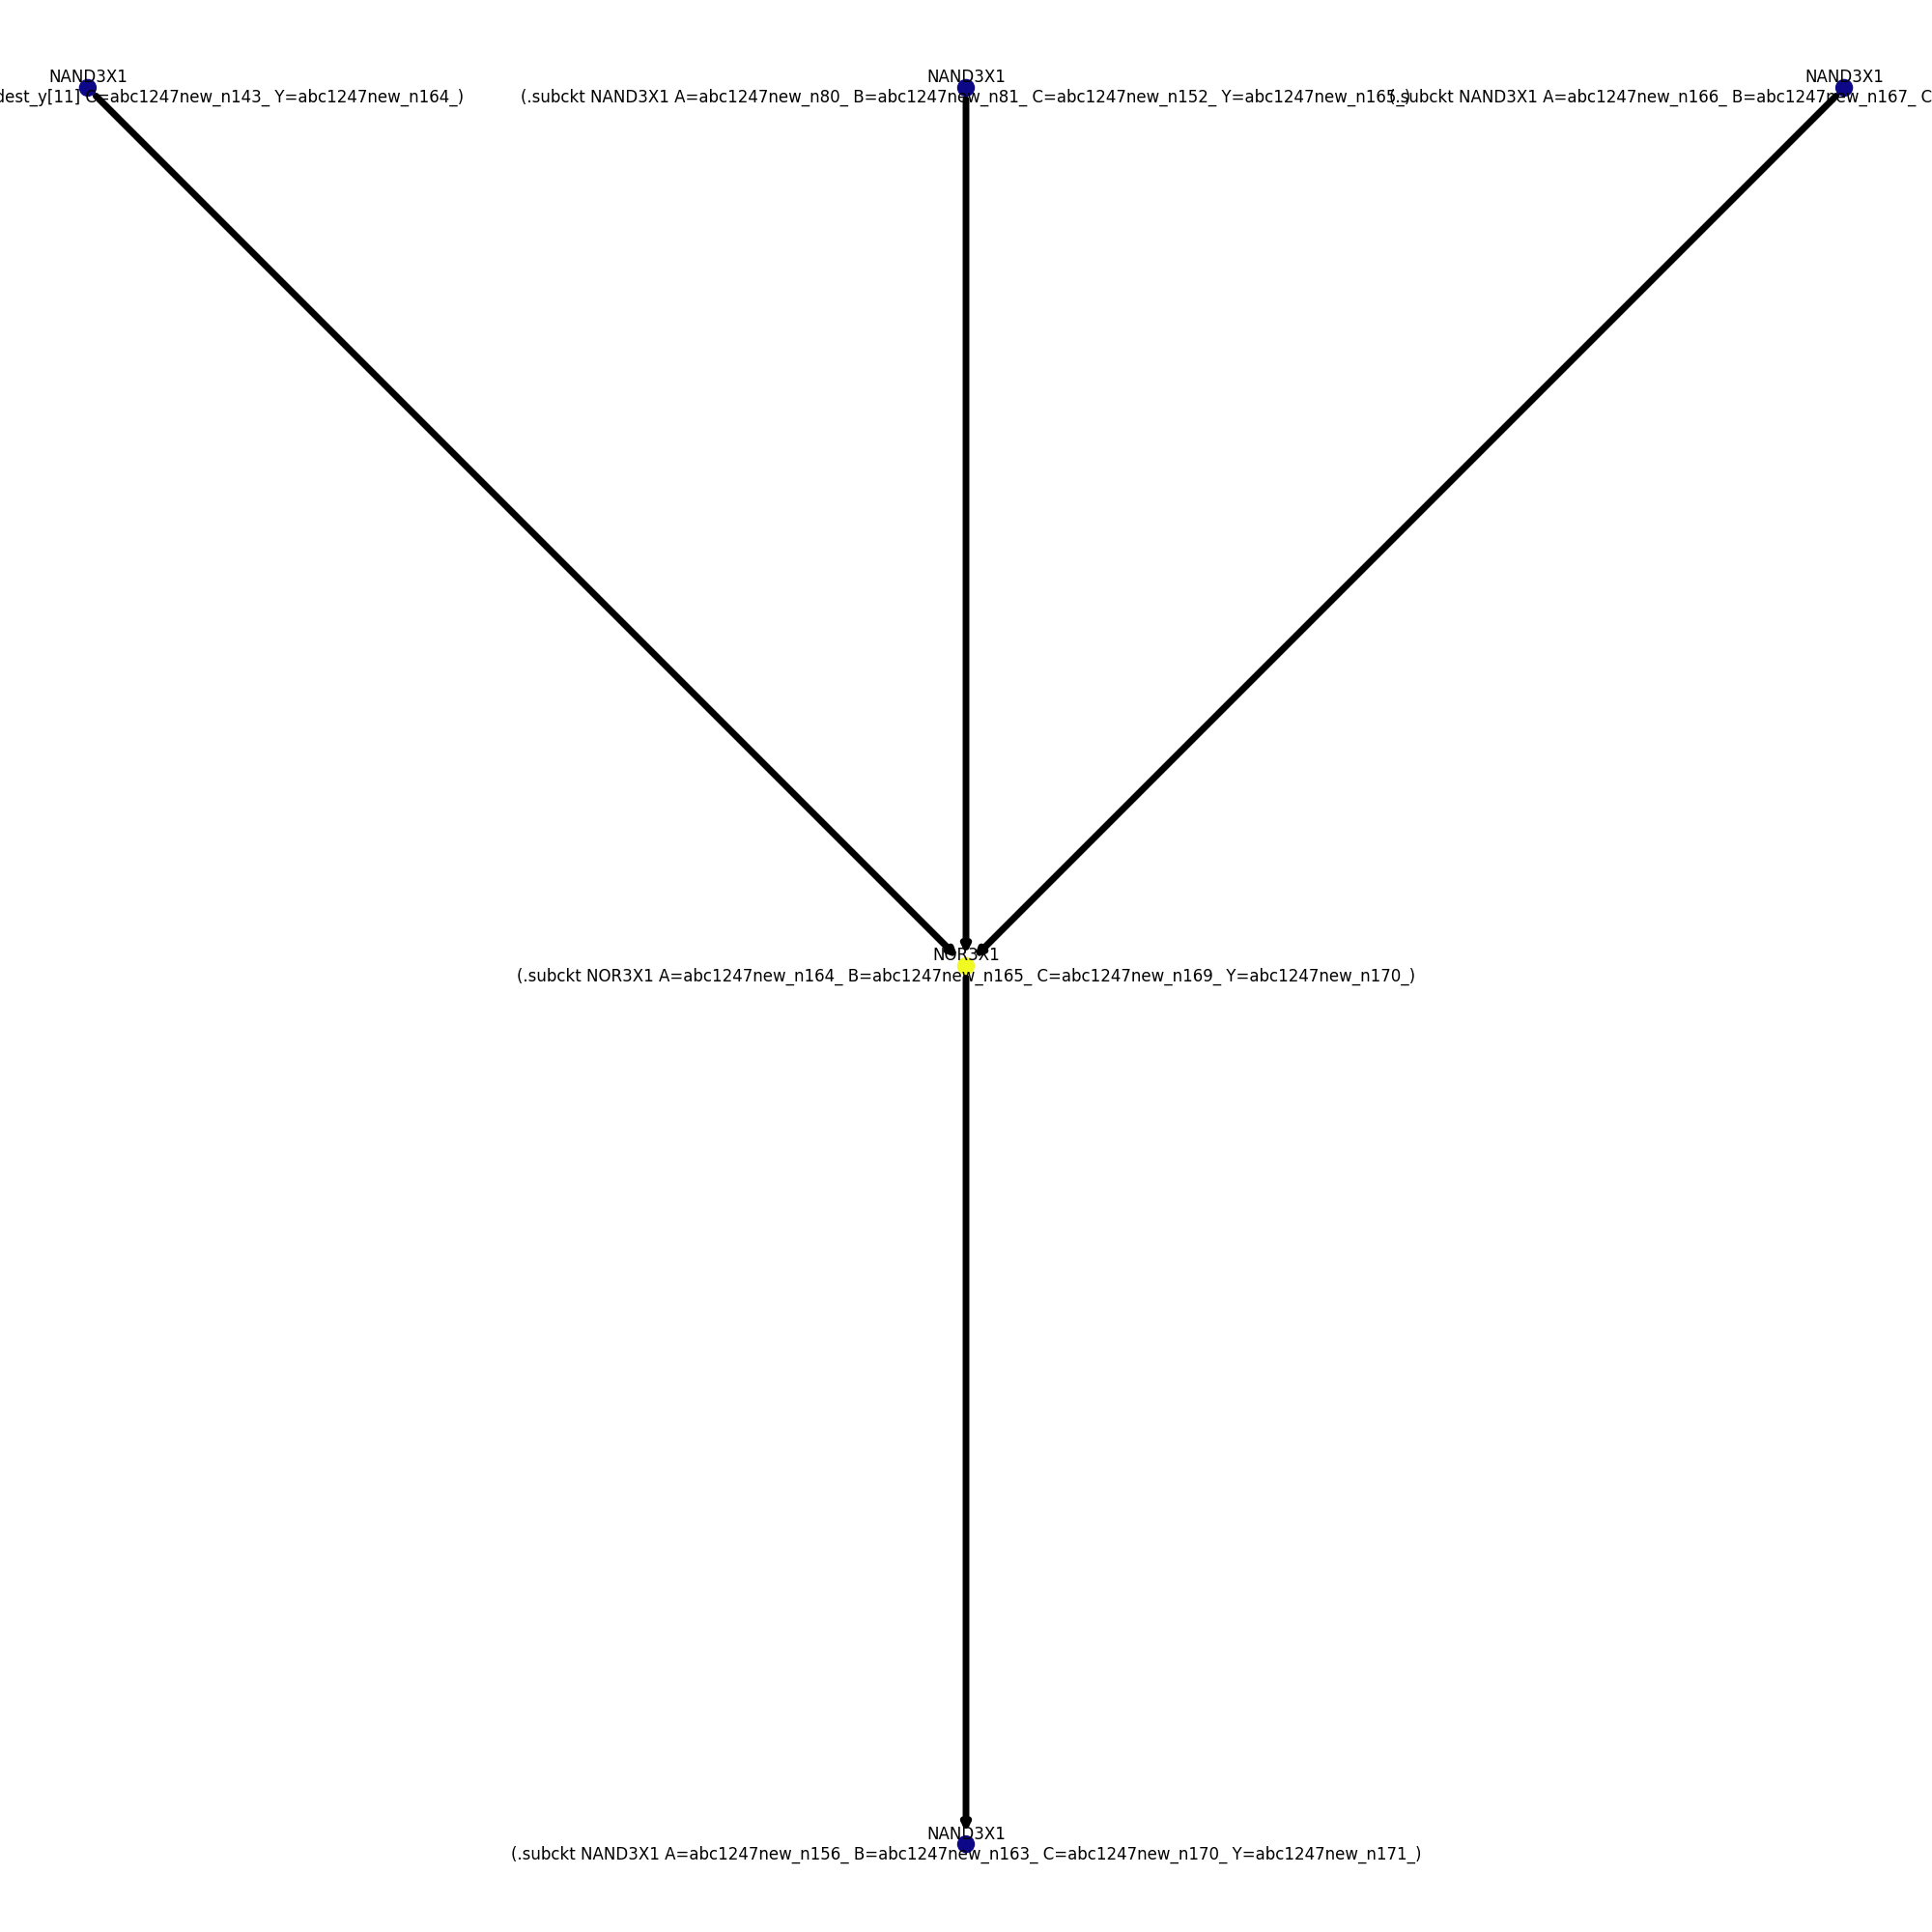 NAND3X1
dest_y[11] C=abc1247new_n143_ Y=abc1247new_n164_)
NAND3X1
(.subckt NAND3X1 A=abc1247new_n80_ B=abc1247new_n81_ C=abc1247new_n152_ Y=abc1247new_n165_)
NAND3X1
(.subckt NAND3X1 A=abc1247new_n166_ B=abc1247new_n167_ C
NOR3X1
(.subckt NOR3X1 A=abc1247new_n164_ B=abc1247new_n165_ C=abc1247new_n169_ Y=abc1247new_n170_)
NAND3X1
(.subckt NAND3X1 A=abc1247new_n156_ B=abc1247new_n163_ C=abc1247new_n170_ Y=abc1247new_n171_)